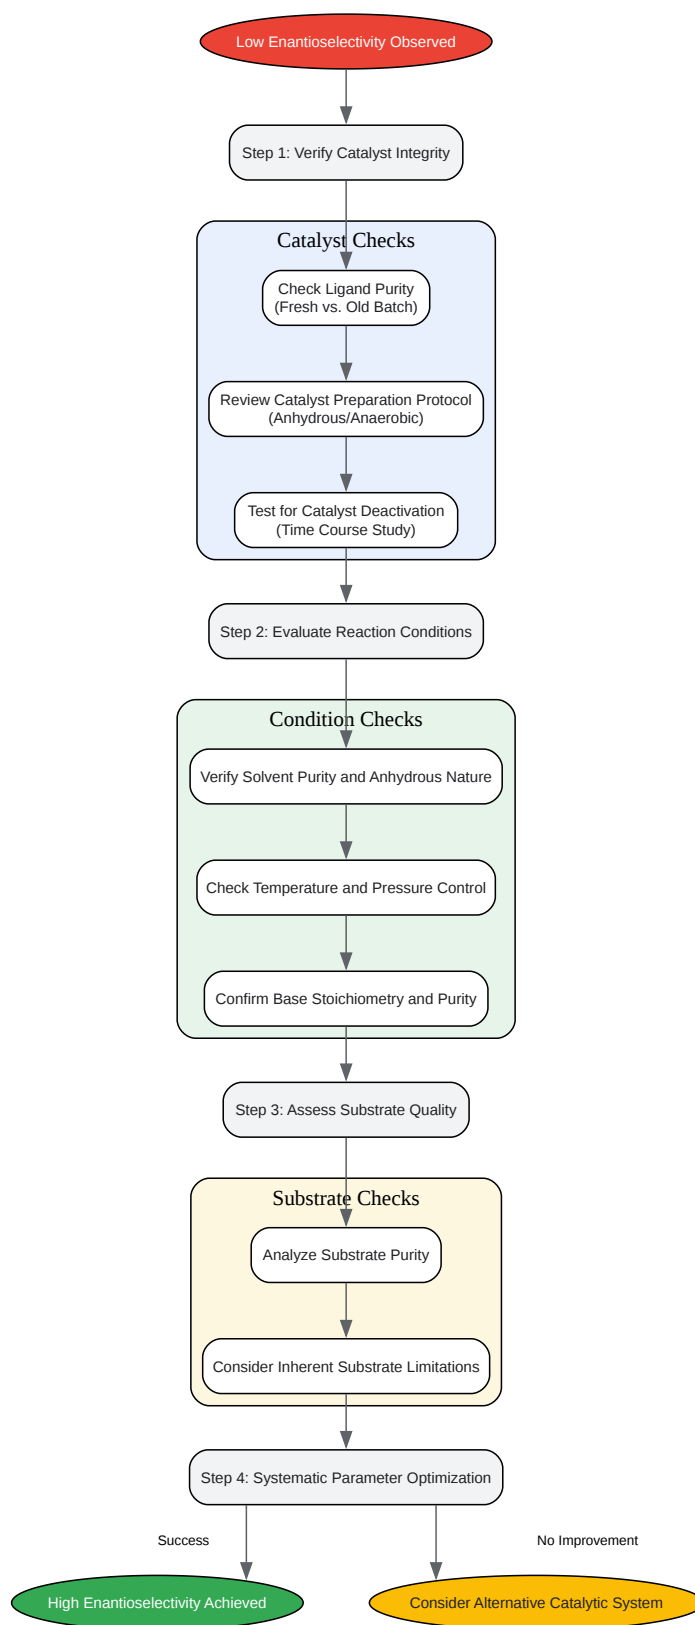 Low Enantioselectivity Observed
Step 1: Verify Catalyst Integrity
Catalyst Checks
Check Ligand Purity
(Fresh vs. Old Batch)
Review Catalyst Preparation Protocol
(Anhydrous/Anaerobic)
Test for Catalyst Deactivation
(Time Course Study)
Step 2: Evaluate Reaction Conditions
Condition Checks
Verify Solvent Purity and Anhydrous Nature
Check Temperature and Pressure Control
Confirm Base Stoichiometry and Purity
Step 3: Assess Substrate Quality
Substrate Checks
Analyze Substrate Purity
Consider Inherent Substrate Limitations
Step 4: Systematic Parameter Optimization
Success
No Improvement
High Enantioselectivity Achieved
Consider Alternative Catalytic System